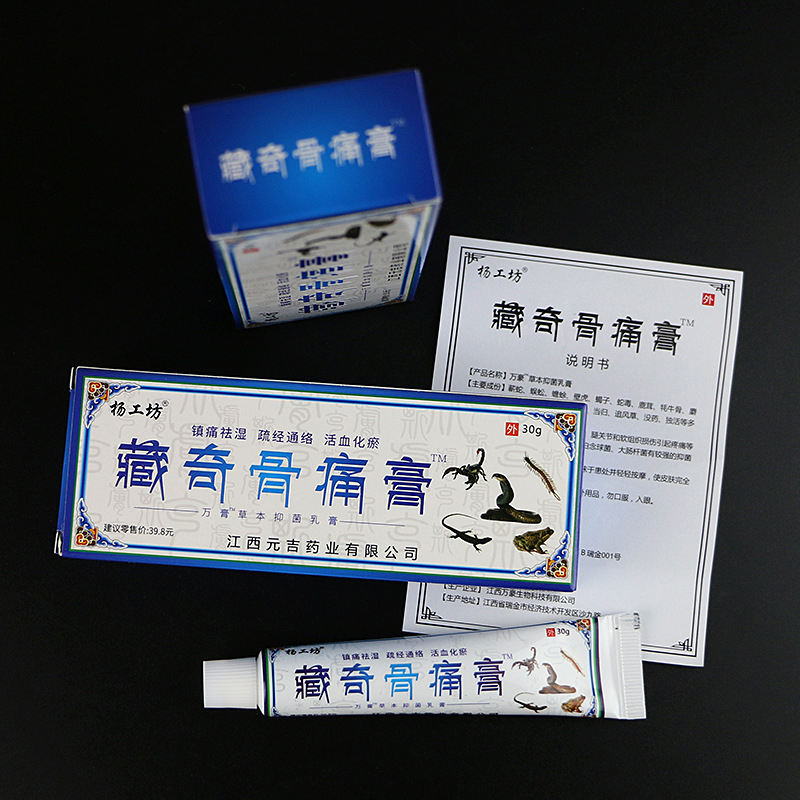 藏奇骨痛膏™
杨工坊®
外
藏奇骨痛膏™
说明书
【产品名称】万豪™草本抑菌乳膏
【主要成份】蕲蛇、蜈蚣、蟾蜍、壁虎、蝎子、蛇毒、鹿茸、牦牛骨、麝
当归、追风草、没药、独活等多
腿关节和软组织损伤引起疼痛等
白念球菌、大肠杆菌有较强的抑菌
于患处并轻轻按摩，使皮肤完全
用品，勿口服，入眼。
瑞金001号
【生产企业】江西万豪生物科技有限公司
【生产地址】江西省瑞金市经济技术开发区沙九路
杨工坊®
外 30g
镇痛祛湿 疏经通络 活血化瘀
藏奇骨痛膏™
万膏™草本抑菌乳膏
建议零售价:39.8元
江西元吉药业有限公司
杨工坊®
外 30g
镇痛祛湿 疏经通络 活血化瘀
藏奇骨痛膏™
万膏™草本抑菌乳膏